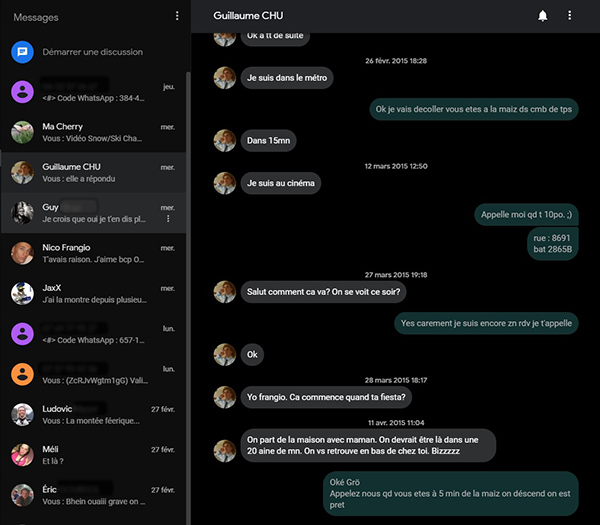 Messages
Démarrer une discussion
jeu.
<#> Code WhatsApp : 384-4...
Ma Cherry
mer.
Vous : Vidéo Snow/Ski Cha...
Guillaume CHU
mer.
Vous : elle a répondu
Guy
mer.
Je crois que oui je t'en dis pl...
Nico Frangio
mer.
T'avais raison. J'aime bcp O...
JaxX
mer.
J'ai la montre depuis plusieu...
lun.
<#> Code WhatsApp : 657-1...
lun.
Vous : (ZcRJvWgtm1gG) Vali...
Ludovic
27 févr.
Vous : La montée féerique...
Méli
27 févr.
Et là ?
Éric
27 févr.
Vous : Bhein ouaiii grave on ...
Guillaume CHU
Ok a tt de suite
26 févr. 2015 18:28
Je suis dans le métro
Ok je vais decoller vous etes a la maiz ds cmb de tps
Dans 15mn
12 mars 2015 12:50
Je suis au cinéma
Appelle moi qd t 10po. ;)
rue : 8691
bat 2865B
27 mars 2015 19:18
Salut comment ca va? On se voit ce soir?
Yes carement je suis encore zn rdv je t'appelle
Ok
28 mars 2015 18:17
Yo frangio. Ca commence quand ta fiesta?
11 avr. 2015 11:04
On part de la maison avec maman. On devrait être là dans une
20 aine de mn. On vs retrouve en bas de chez toi. Bizzzzz
Oké Grö
Appelez nous qd vous etes à 5 min de la maiz on déscend on est
pret